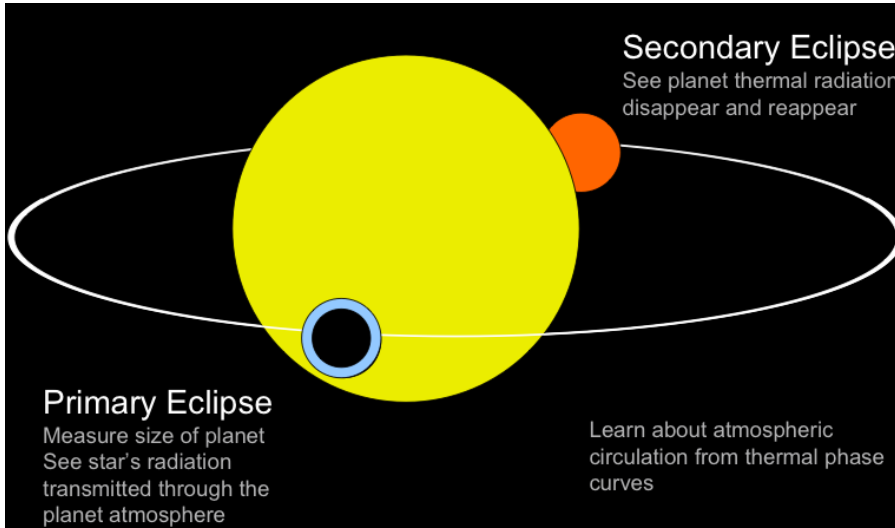 Secondary Eclipse
See planet thermal radiation
disappear and reappear
Primary Eclipse
Measure size of planet
See star's radiation
transmitted through the
planet atmosphere
Learn about atmospheric
circulation from thermal phase
curves